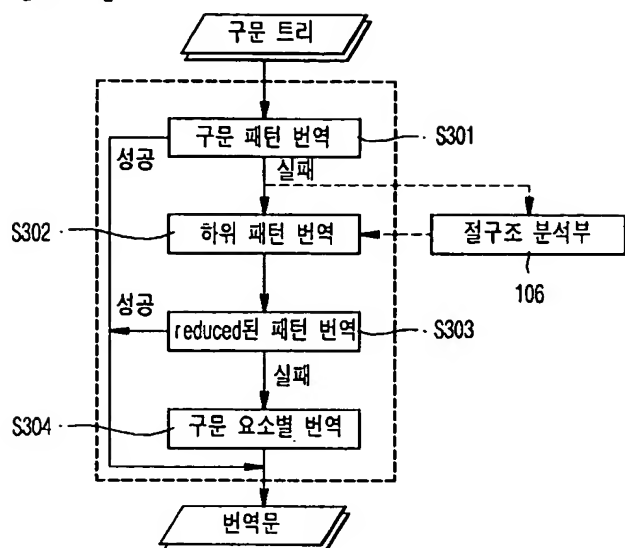 구문 트리
구문 패턴 번역
S301
성공
실패
S302
하위 패턴 번역
절구조 분석부
106
성공
reduced된 패턴 번역
S303
실패
S304
구문 요소별 번역
번역문